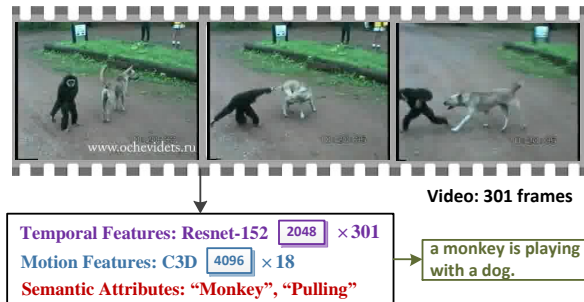 www.ochevidets.ru
Video: 301 frames
Temporal Features: Resnet-152 2048 ×301
Motion Features: C3D 4096 ×18
Semantic Attributes: “Monkey”, “Pulling”
a monkey is playing
with a dog.